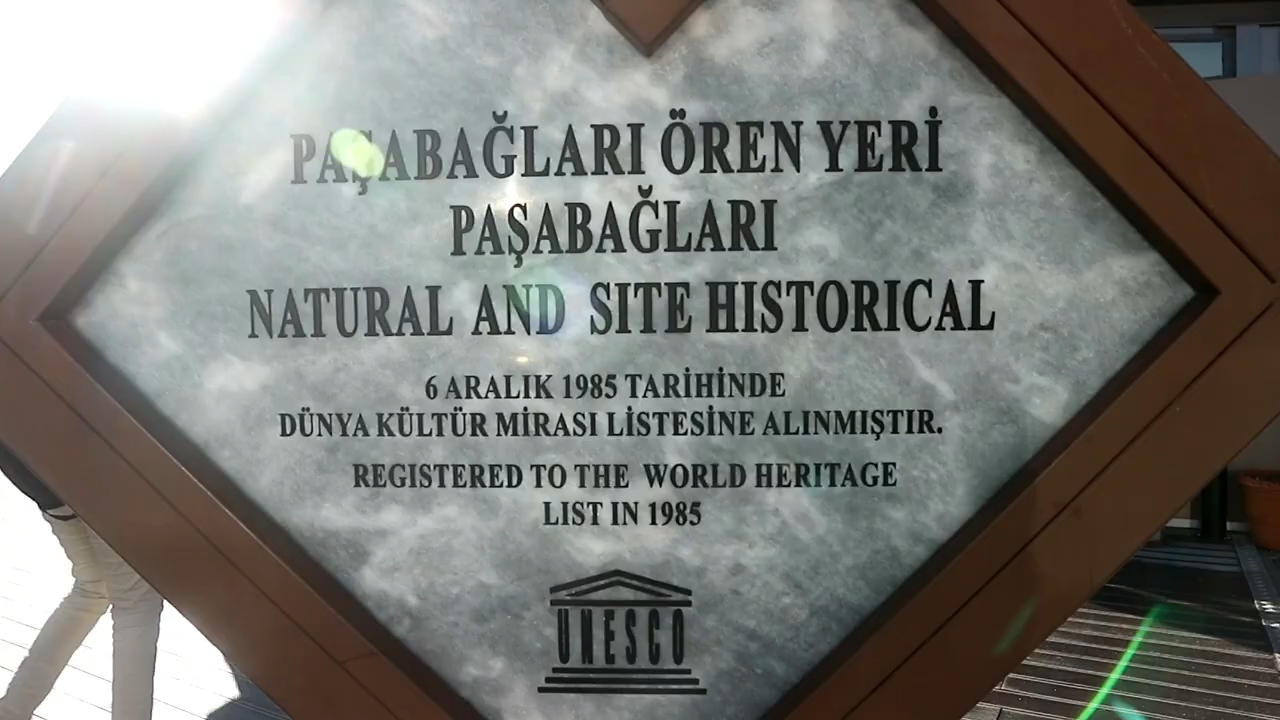 PAŞABAĞLARI ÖREN YERİ
PAŞABAĞLARI
NATURAL AND SITE HISTORICAL
6 ARALIK 1985 TARİHİNDE
DÜNYA KÜLTÜR MİRASI LİSTESİNE ALINMIŞTIR.
REGISTERED TO THE WORLD HERITAGE
LIST IN 1985
UNESCO